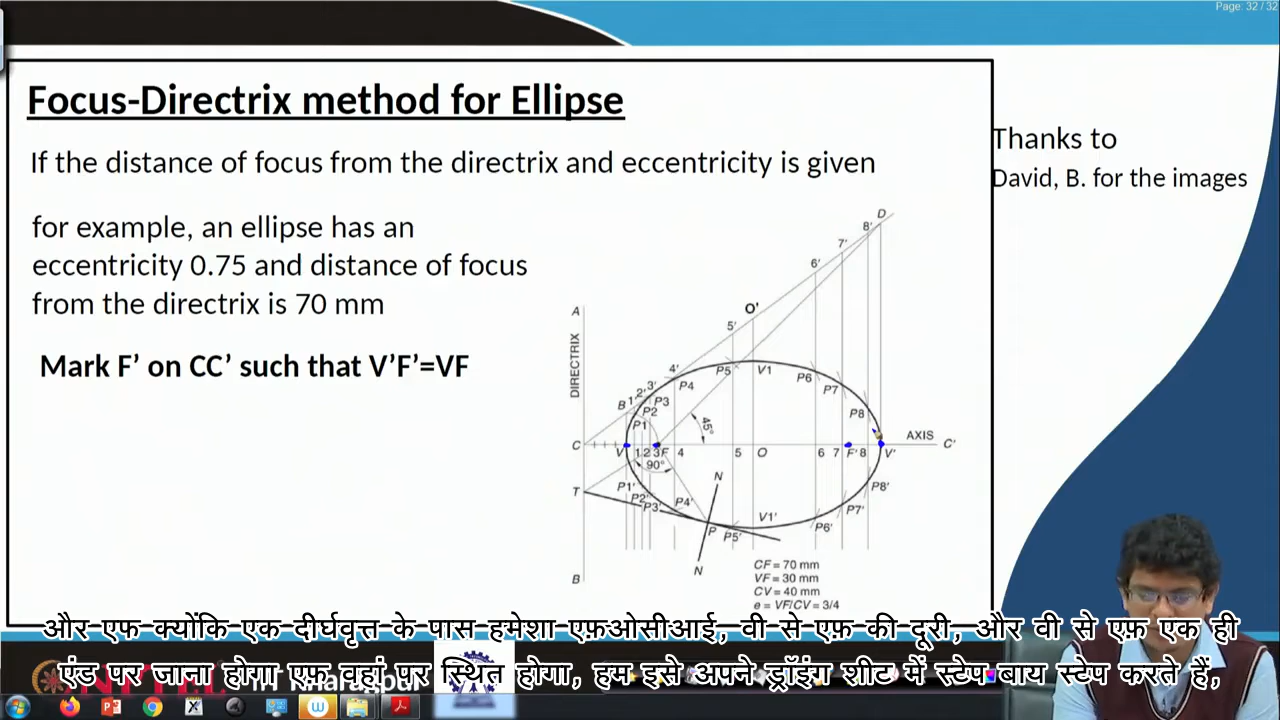 Page: 32 / 32
Focus-Directrix method for Ellipse
If the distance of focus from the directrix and eccentricity is given
for example, an ellipse has an
eccentricity 0.75 and distance of focus
from the directrix is 70 mm
Mark F’ on CC’ such that V’F’=VF
Thanks to
David, B. for the images
D
8'
7'
6'
O'
5'
A
DIRECTRIX
4'
3'
2'
1'
B
P5
V1
P6
P4
P7
P3
P2
P8
P1
45°
AXIS
C
C'
V 1 2 3 F 4 5 O 6 7 F' 8 V'
90°
N
P1'
P8'
T
P2'
P3'
P4'
P7'
V1'
P6'
P
P5'
N
B
CF = 70 mm
VF = 30 mm
CV = 40 mm
e = VF/CV = 3/4
और एफ क्योंकि एक दीर्घवृत्त के पास हमेशा एफ़ओसीआई, वी से एफ़ की दूरी, और वी से एफ़ एक ही
एंड पर जाना होगा एफ़ वहां पर स्थित होगा, हम इसे अपने ड्रॉइंग शीट में स्टेप बाय स्टेप करते हैं,